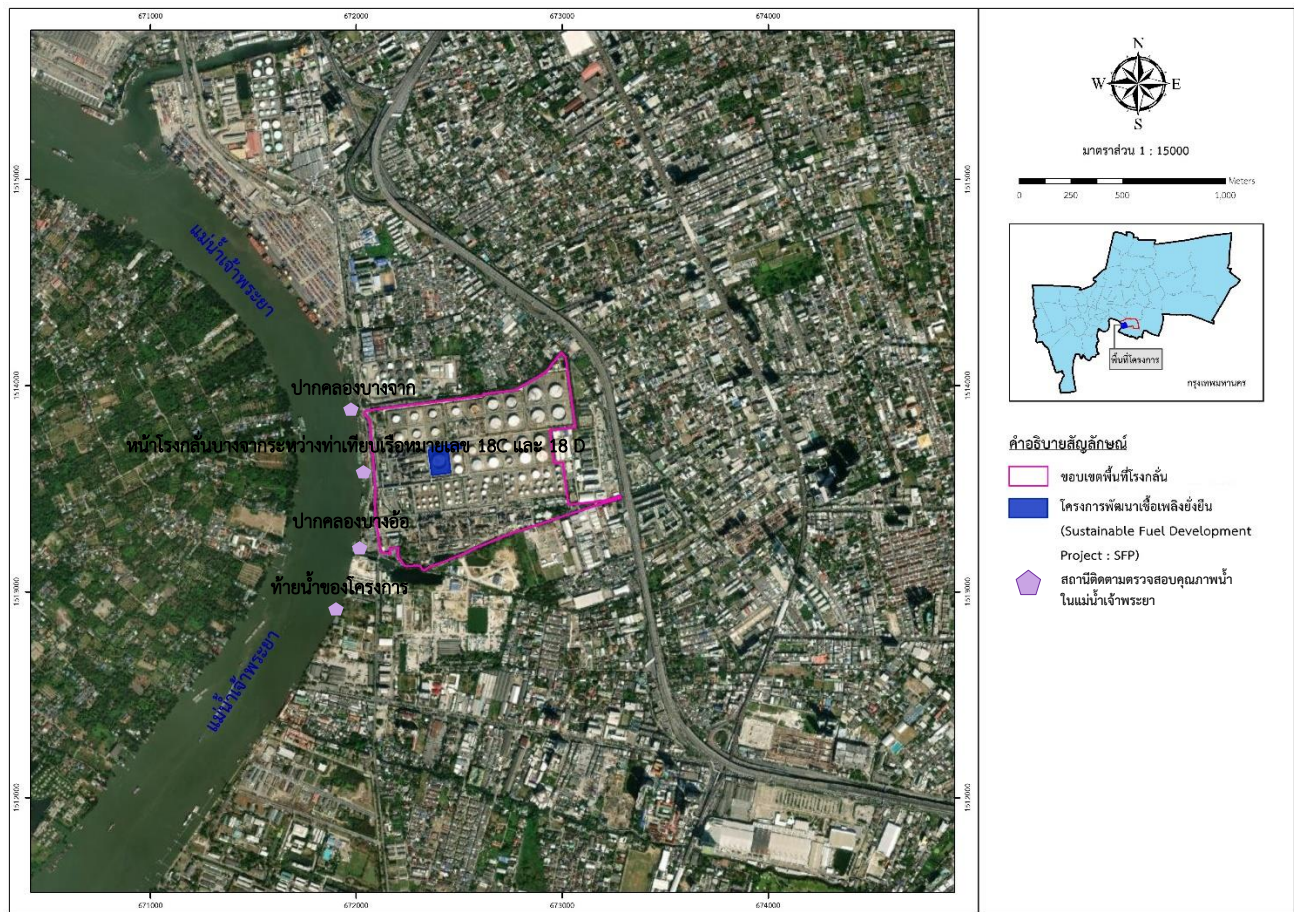 671000
672000
673000
674000
1515000
1514000
1513000
1512000
1515000
1514000
1513000
1512000
แม่น้ำเจ้าพระยา
ปากคลองบางจาก
หน้าโรงกลั่นบางจากระหว่างท่าเทียบเรือหมายเลข 18C และ 18 D
ปากคลองบางอ้อ
ท้ายน้ำของโครงการ
แม่น้ำเจ้าพระยา
671000
672000
673000
674000
N
W
E
S
มาตราส่วน 1 : 15000
Meters
0
250
500
1,000
พื้นที่โครงการ
กรุงเทพมหานคร
คำอธิบายสัญลักษณ์
ขอบเขตพื้นที่โรงกลั่น
โครงการพัฒนาเชื้อเพลิงยั่งยืน
(Sustainable Fuel Development
Project : SFP)
สถานีติดตามตรวจสอบคุณภาพน้ำ
ในแม่น้ำเจ้าพระยา